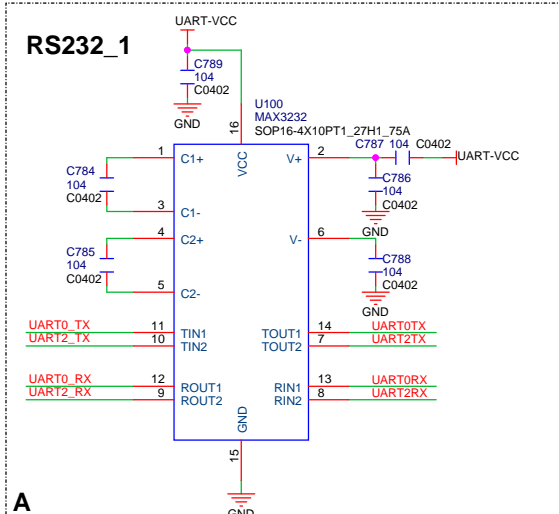 UART-VCC
RS232_1
C789
104
C0402
GND
U100
MAX3232
SOP16-4X10PT1_27H1_75A
16
VCC
1
C1+
V+
2
C787 104 C0402
UART-VCC
C784
104
C0402
C786
104
C0402
GND
3
C1-
4
C2+
V-
6
C785
104
C0402
C788
104
C0402
GND
5
C2-
UART0_TX
11
TIN1
TOUT1
14
UART0TX
UART2_TX
10
TIN2
TOUT2
7
UART2TX
UART0_RX
12
ROUT1
RIN1
13
UART0RX
UART2_RX
9
ROUT2
RIN2
8
UART2RX
GND
15
GND
A